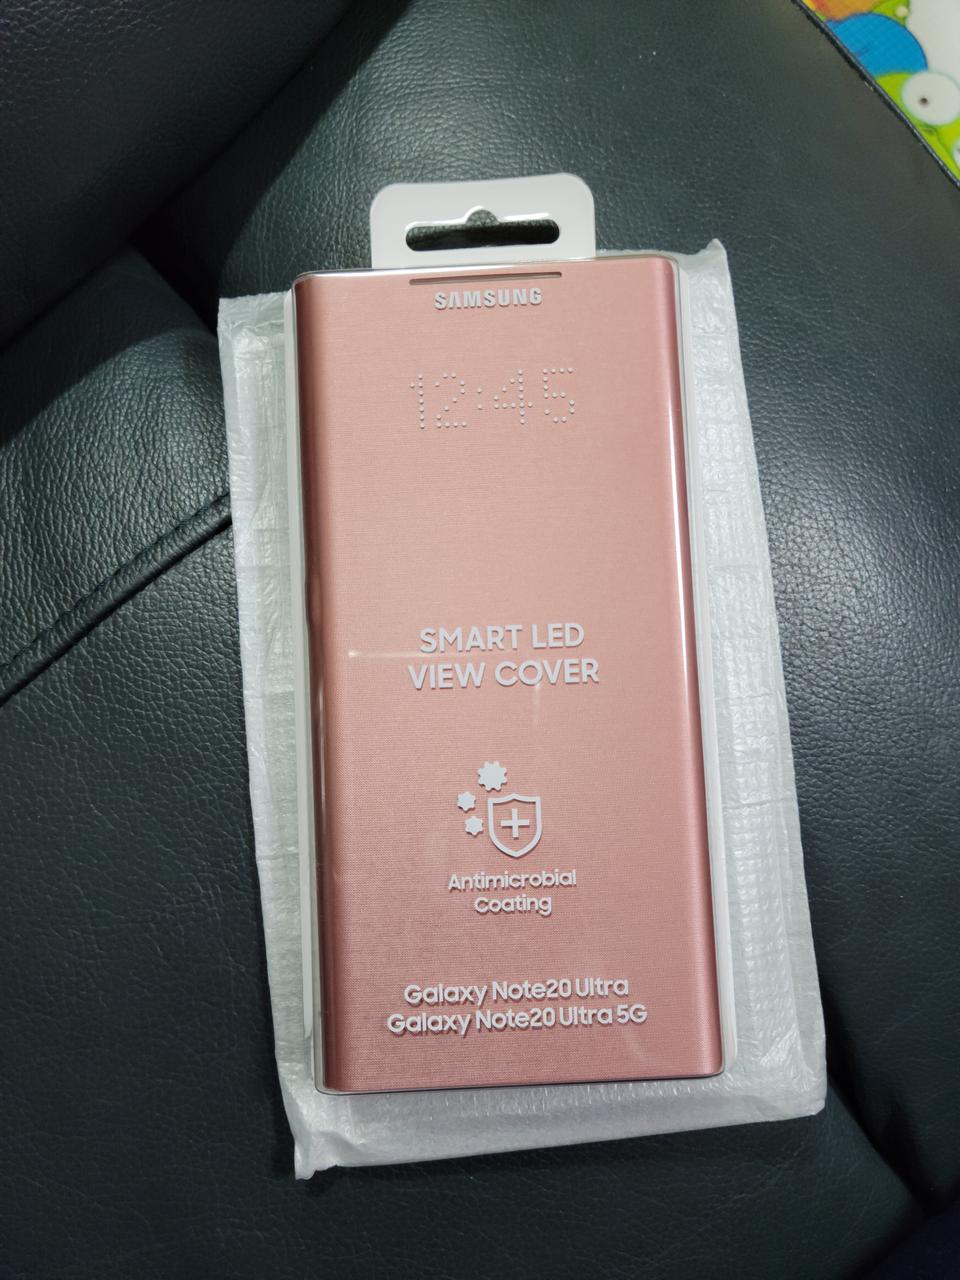 SAMSUNG
12:45
SMART LED
VIEW COVER
Antimicrobial
Coating
Galaxy Note20 Ultra
Galaxy Note20 Ultra 5G